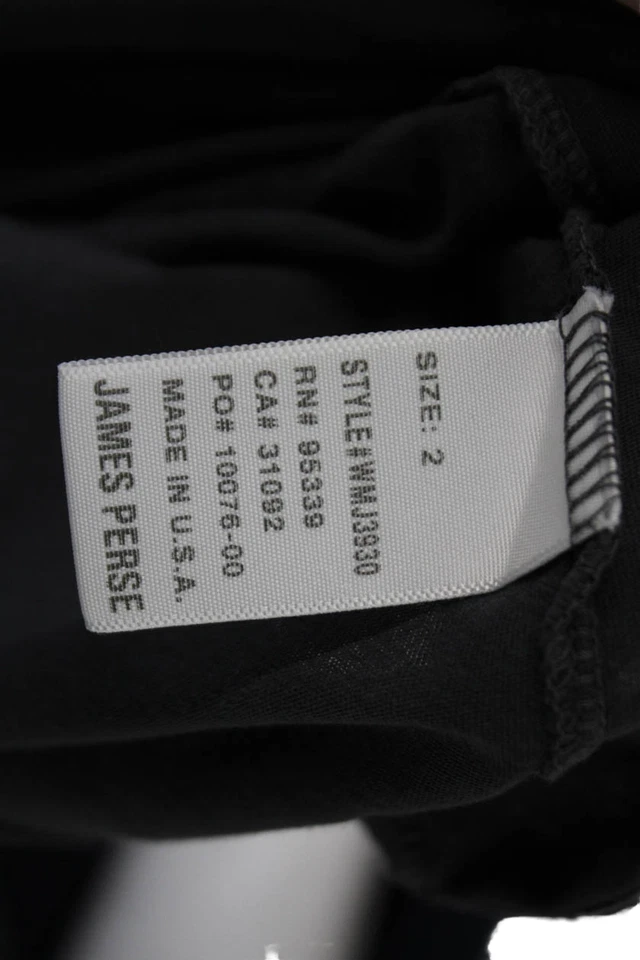 SIZE: 2
STYLE#WMJ3930
RN# 95339
CA# 31092
PO# 10076-00
MADE IN U.S.A.
JAMES PERSE